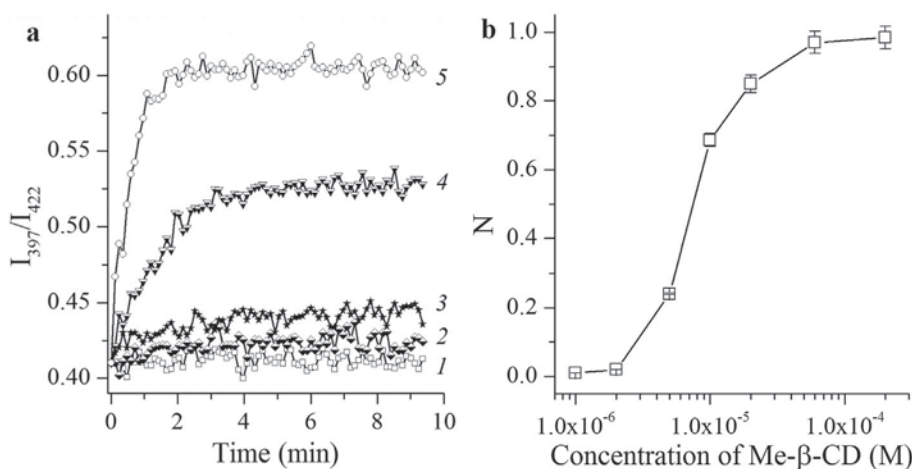 a
I397/I422
0.60
0.55
0.50
0.45
0.40
5
4
3
2
1
0 2 4 6 8 10
Time (min)
b
N
1.0
0.8
0.6
0.4
0.2
0.0
1.0x10-6 1.0x10-5 1.0x10-4
Concentration of Me-β-CD (M)